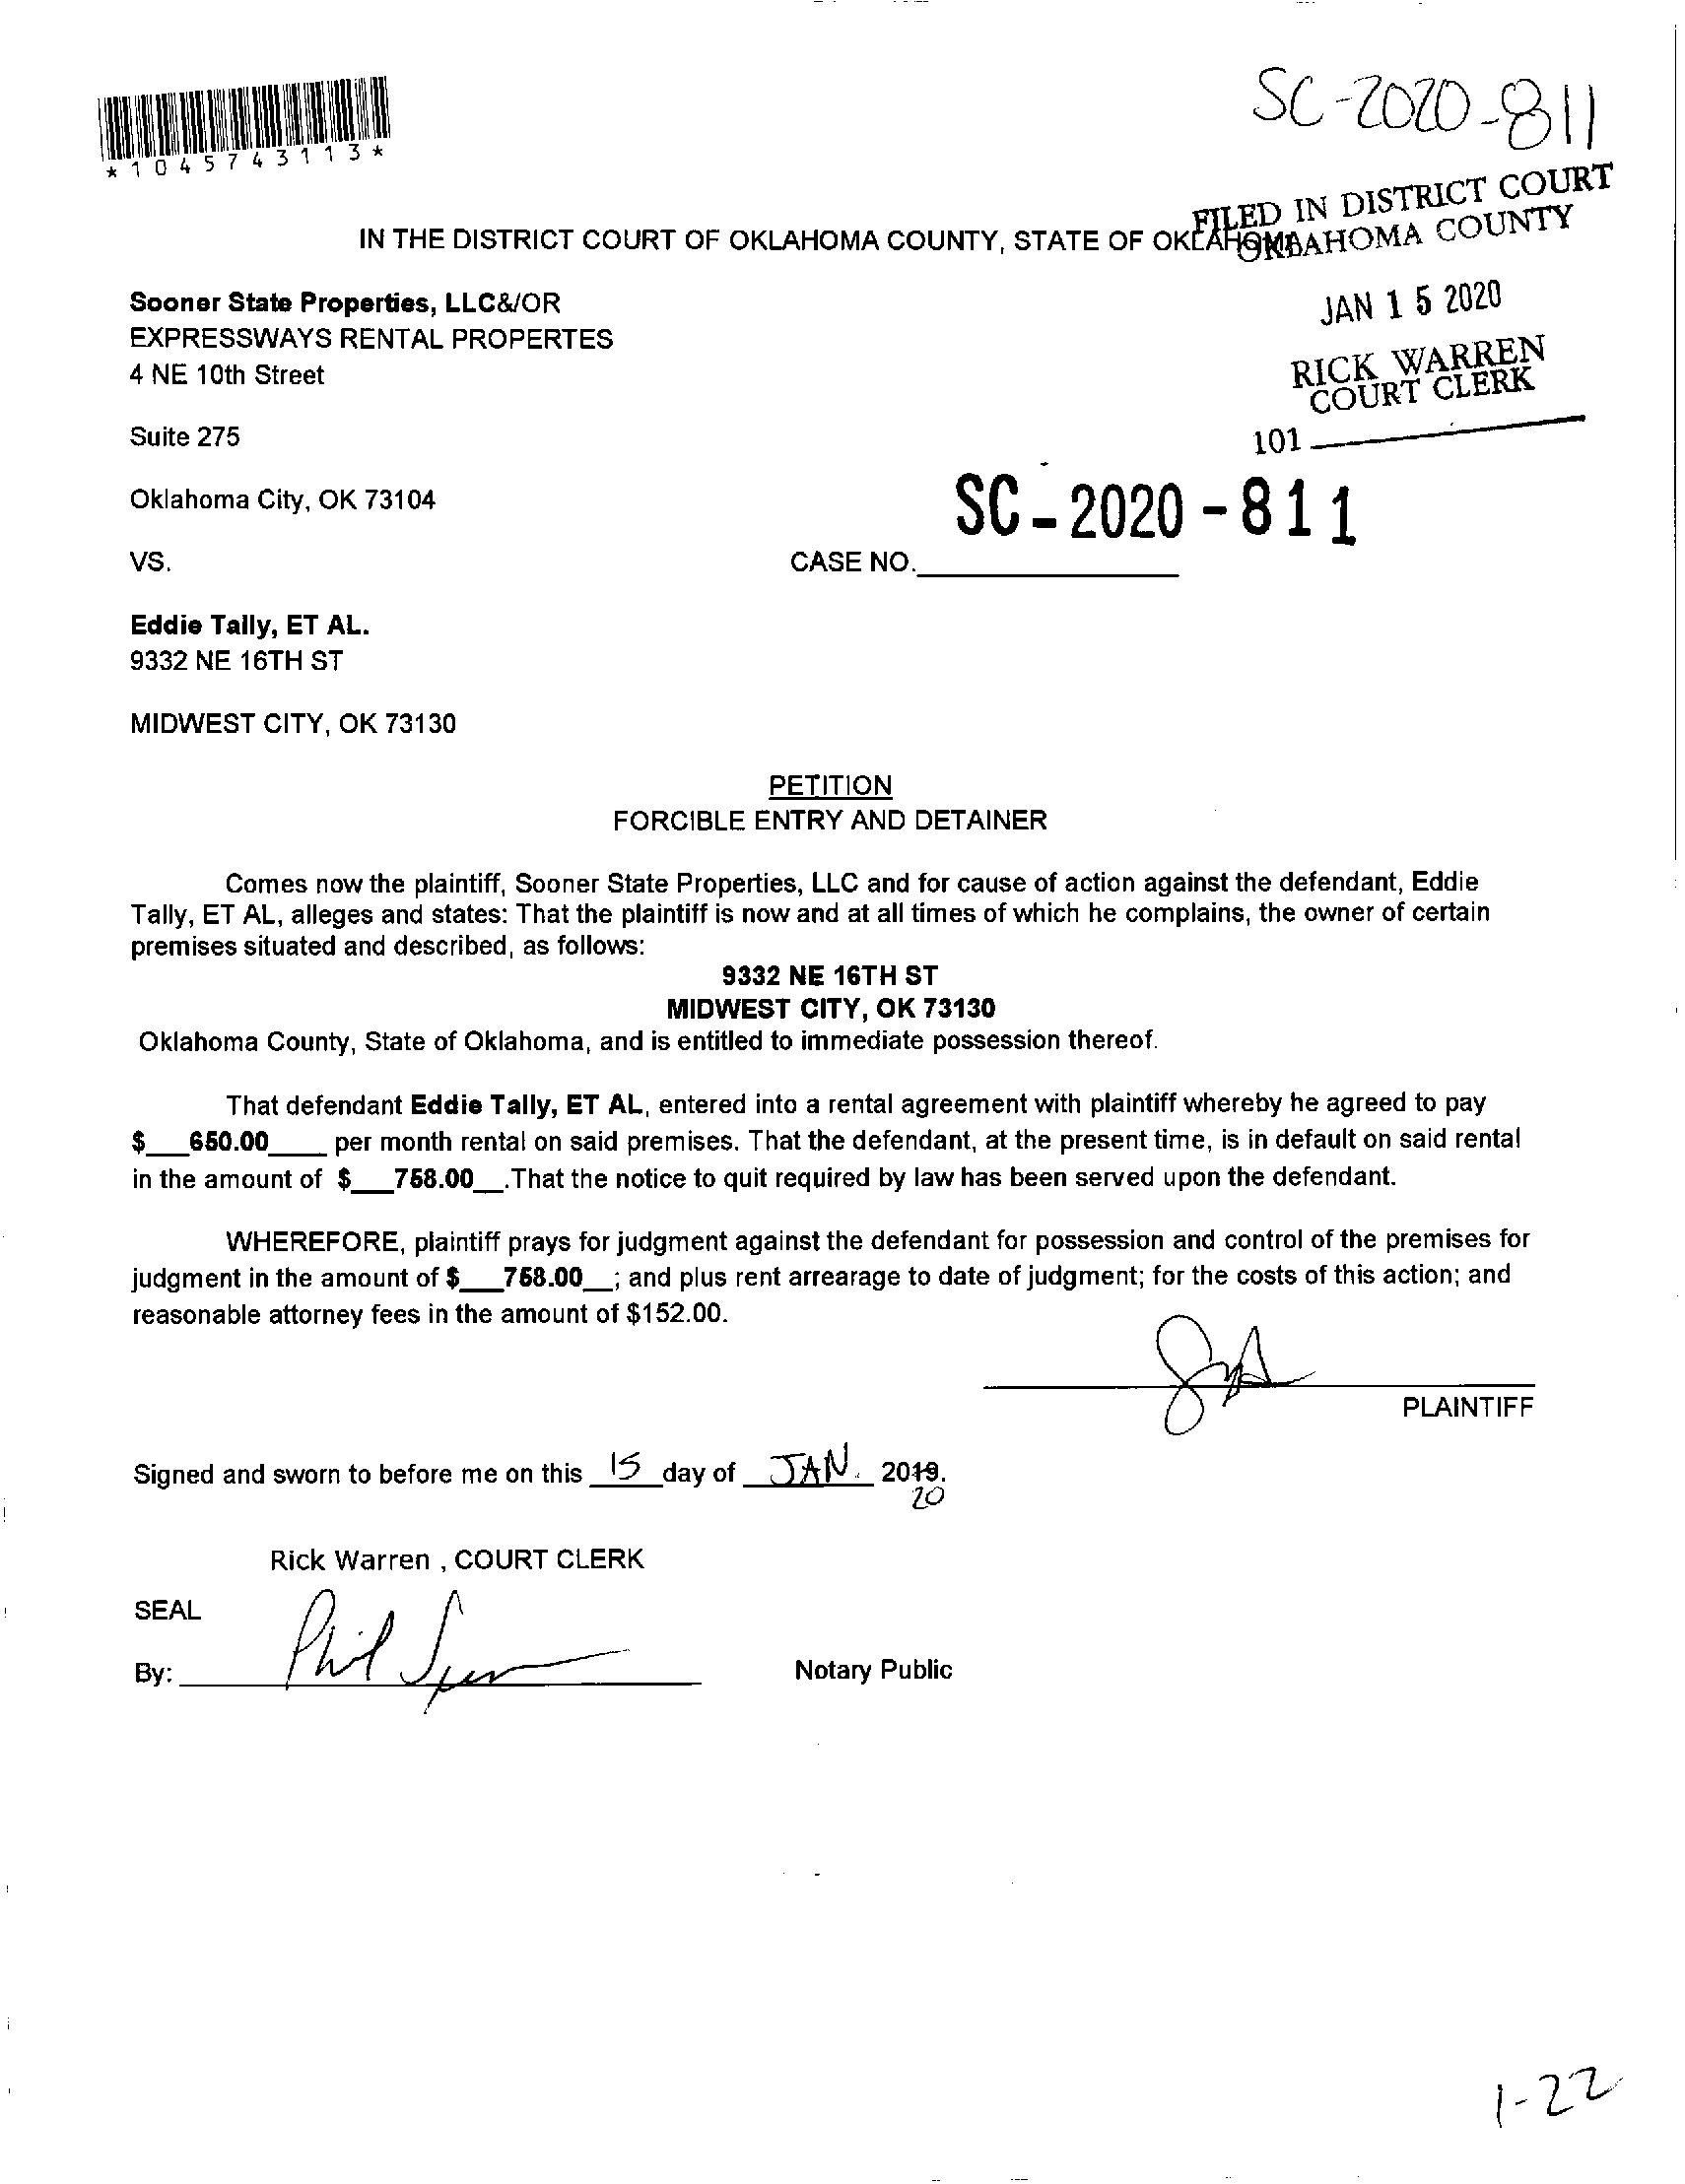 SC-2020-811
*1045743113*
FILED IN DISTRICT COURT
OKLAHOMA COUNTY
IN THE DISTRICT COURT OF OKLAHOMA COUNTY, STATE OF OKLAHOMA
JAN 15 2020
RICK WARREN
COURT CLERK
101
Sooner State Properties, LLC&/OR
EXPRESSWAYS RENTAL PROPERTES
4 NE 10th Street
Suite 275
Oklahoma City, OK 73104
SC-2020-811
VS.
CASE NO.
Eddie Tally, ET AL.
9332 NE 16TH ST
MIDWEST CITY, OK 73130
PETITION
FORCIBLE ENTRY AND DETAINER
Comes now the plaintiff, Sooner State Properties, LLC and for cause of action against the defendant, Eddie
Tally, ET AL, alleges and states: That the plaintiff is now and at all times of which he complains, the owner of certain
premises situated and described, as follows:
9332 NE 16TH ST
MIDWEST CITY, OK 73130
Oklahoma County, State of Oklahoma, and is entitled to immediate possession thereof.
That defendant Eddie Tally, ET AL, entered into a rental agreement with plaintiff whereby he agreed to pay
$___650.00____ per month rental on said premises. That the defendant, at the present time, is in default on said rental
in the amount of $___758.00__.That the notice to quit required by law has been served upon the defendant.
WHEREFORE, plaintiff prays for judgment against the defendant for possession and control of the premises for
judgment in the amount of $___758.00__; and plus rent arrearage to date of judgment; for the costs of this action; and
reasonable attorney fees in the amount of $152.00.
PLAINTIFF
Signed and sworn to before me on this 15 day of JAN. 2019.
20
Rick Warren , COURT CLERK
SEAL
By: Phil
Notary Public
1-22